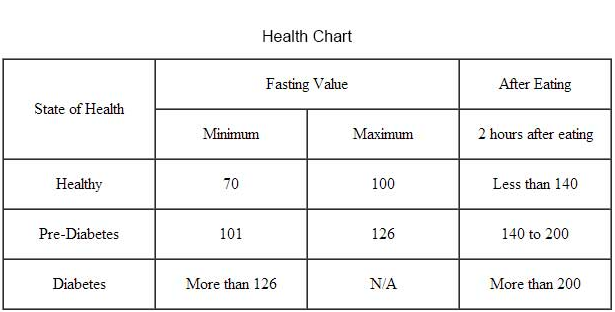 Health Chart
State of Health
Fasting Value
After Eating
Minimum
Maximum
2 hours after eating
Healthy
70
100
Less than 140
Pre-Diabetes
101
126
140 to 200
Diabetes
More than 126
N/A
More than 200